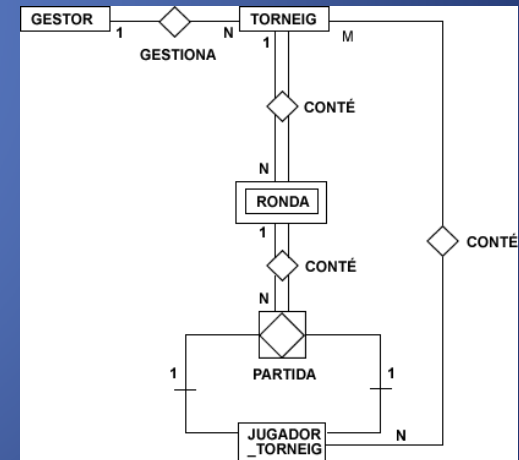 GESTOR
TORNEIG
1
N
1
M
GESTIONA
CONTÉ
N
RONDA
1
CONTÉ
CONTÉ
N
1
PARTIDA
1
JUGADOR
_TORNEIG
N